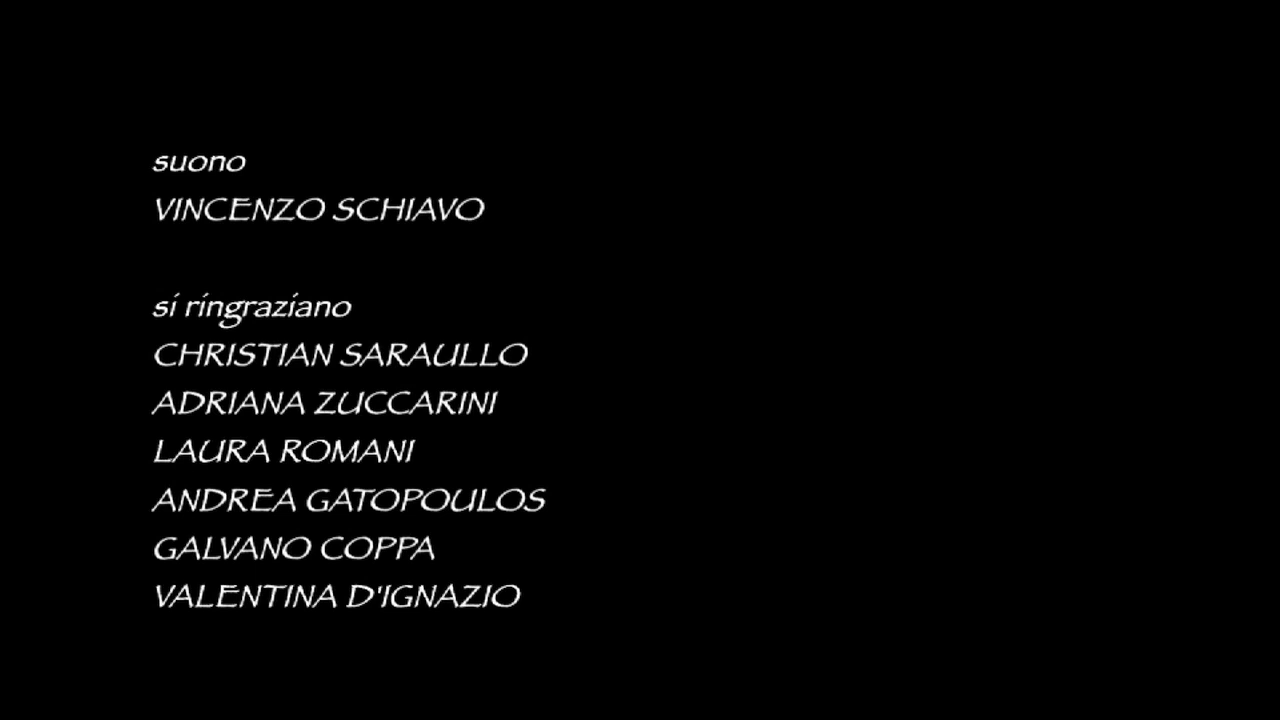 suono
VINCENZO SCHIAVO
si ringraziano
CHRISTIAN SARAULLO
ADRIANA ZUCCARINI
LAURA ROMANI
ANDREA GATOPOULOS
GALVANO COPPA
VALENTINA D'IGNAZIO